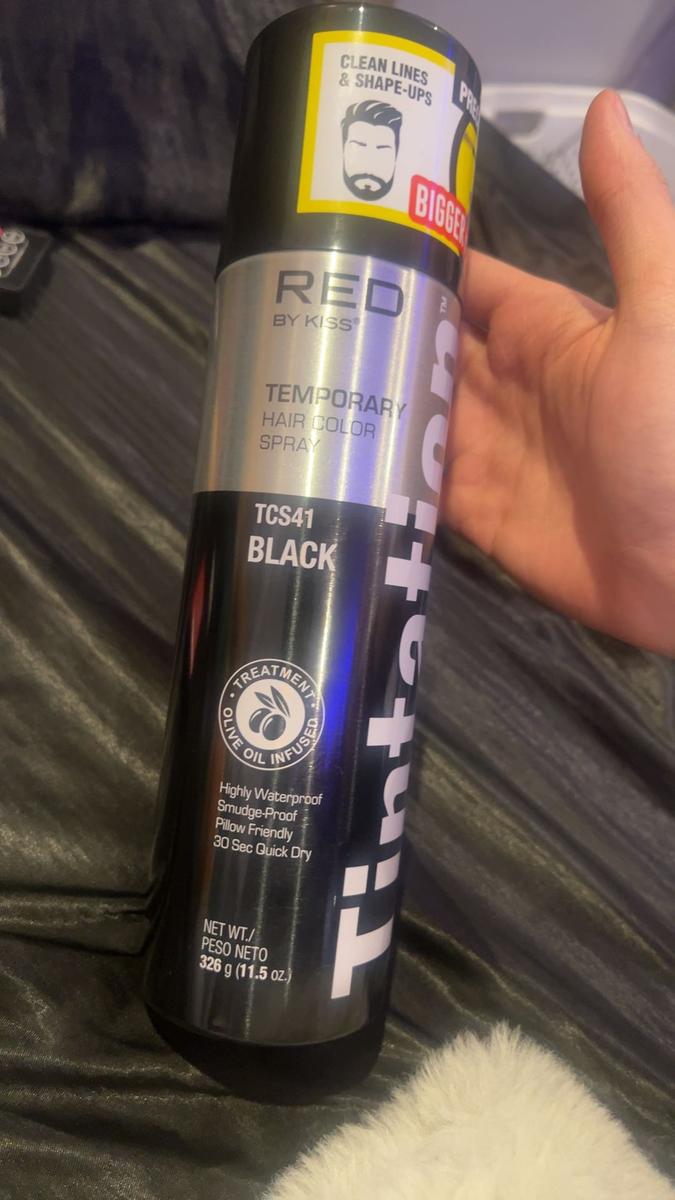 CLEAN LINES
& SHAPE-UPS
BIGGER
RED
BY KISS®
TEMPORARY
HAIR COLOR
SPRAY
TCS41
BLACK
TREATMENT
OLIVE OIL INFUSED
Highly Waterproof
Smudge-Proof
Pillow Friendly
30 Sec Quick Dry
NET WT./
PESO NETO
326 g (11.5 oz.)
Tintation™